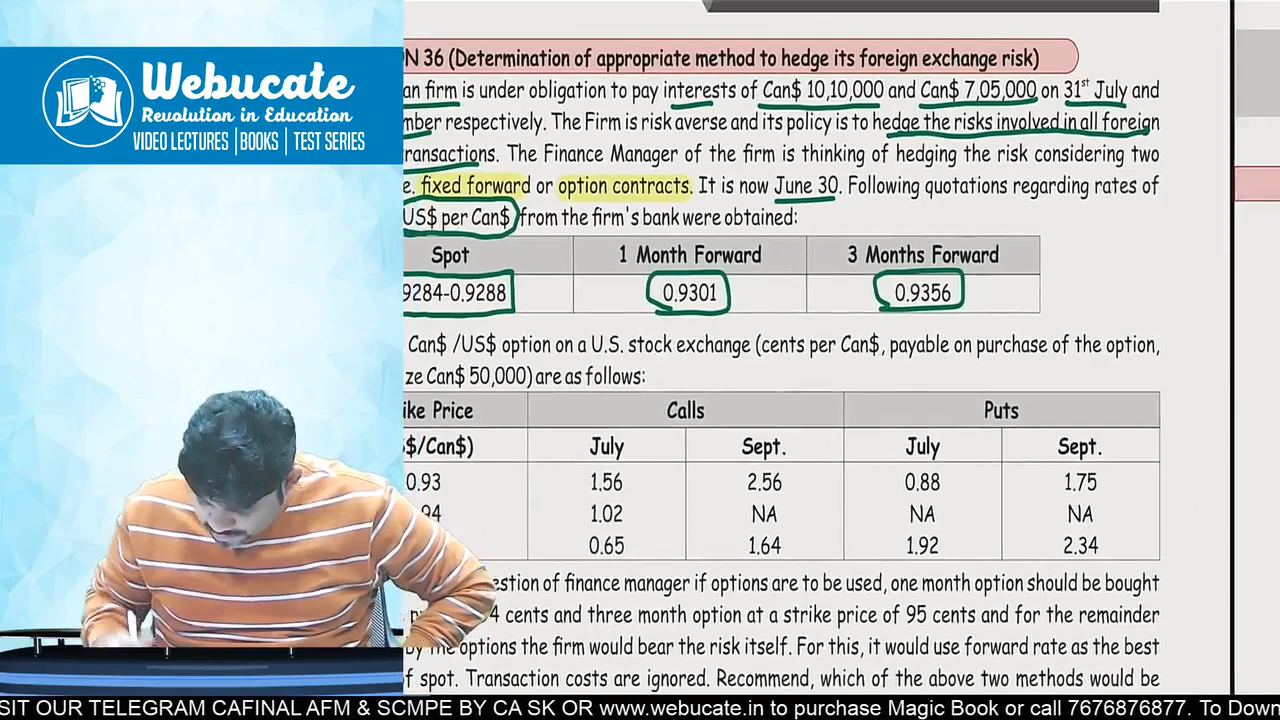 Webucate
Revolution in Education
VIDEO LECTURES | BOOKS | TEST SERIES
N 36 (Determination of appropriate method to hedge its foreign exchange risk)
an firm is under obligation to pay interests of Can$ 10,10,000 and Can$ 7,05,000 on 31st July and
mber respectively. The Firm is risk averse and its policy is to hedge the risks involved in all foreign
transactions. The Finance Manager of the firm is thinking of hedging the risk considering two
e. fixed forward or option contracts. It is now June 30. Following quotations regarding rates of
US$ per Can$ from the firm's bank were obtained:
Spot 1 Month Forward 3 Months Forward
9284-0.9288 0.9301 0.9356
Can$ /US$ option on a U.S. stock exchange (cents per Can$, payable on purchase of the option,
ze Can$ 50,000) are as follows:
ike Price Calls Puts
$/Can$) July Sept. July Sept.
0.93 1.56 2.56 0.88 1.75
94 1.02 NA NA NA
0.65 1.64 1.92 2.34
estion of finance manager if options are to be used, one month option should be bought
4 cents and three month option at a strike price of 95 cents and for the remainder
by the options the firm would bear the risk itself. For this, it would use forward rate as the best
f spot. Transaction costs are ignored. Recommend, which of the above two methods would be
SIT OUR TELEGRAM CAFINAL AFM & SCMPE BY CA SK OR www.webucate.in to purchase Magic Book or call 7676876877. To Down